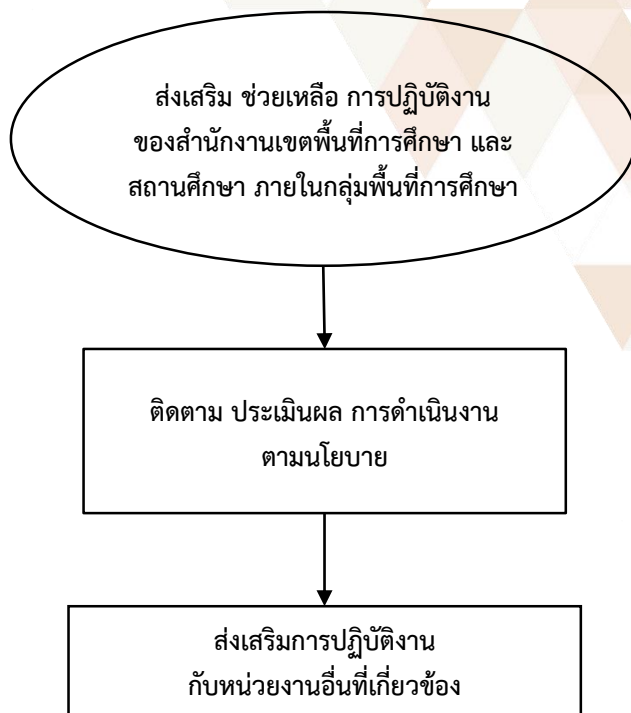 ส่งเสริม ช่วยเหลือ การปฏิบัติงาน
ของสำนักงานเขตพื้นที่การศึกษา และ
สถานศึกษา ภายในกลุ่มพื้นที่การศึกษา
ติดตาม ประเมินผล การดำเนินงาน
ตามนโยบาย
ส่งเสริมการปฏิบัติงาน
กับหน่วยงานอื่นที่เกี่ยวข้อง